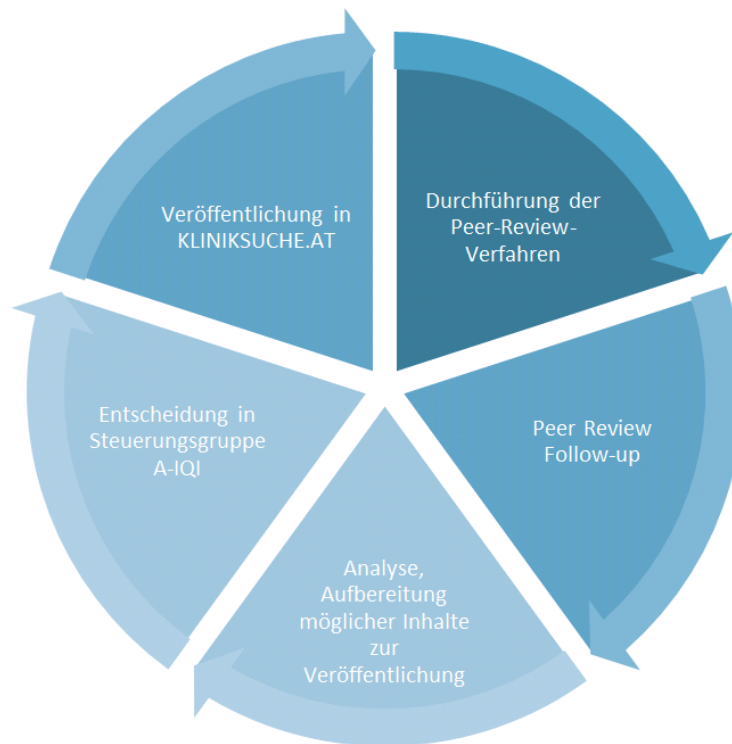 Durchführung der
Peer-Review-
Verfahren
Peer Review
Follow-up
Analyse,
Aufbereitung
möglicher Inhalte
zur
Veröffentlichung
Entscheidung in
Steuerungsgruppe
A-IQI
Veröffentlichung in
KLINIKSUCHE.AT